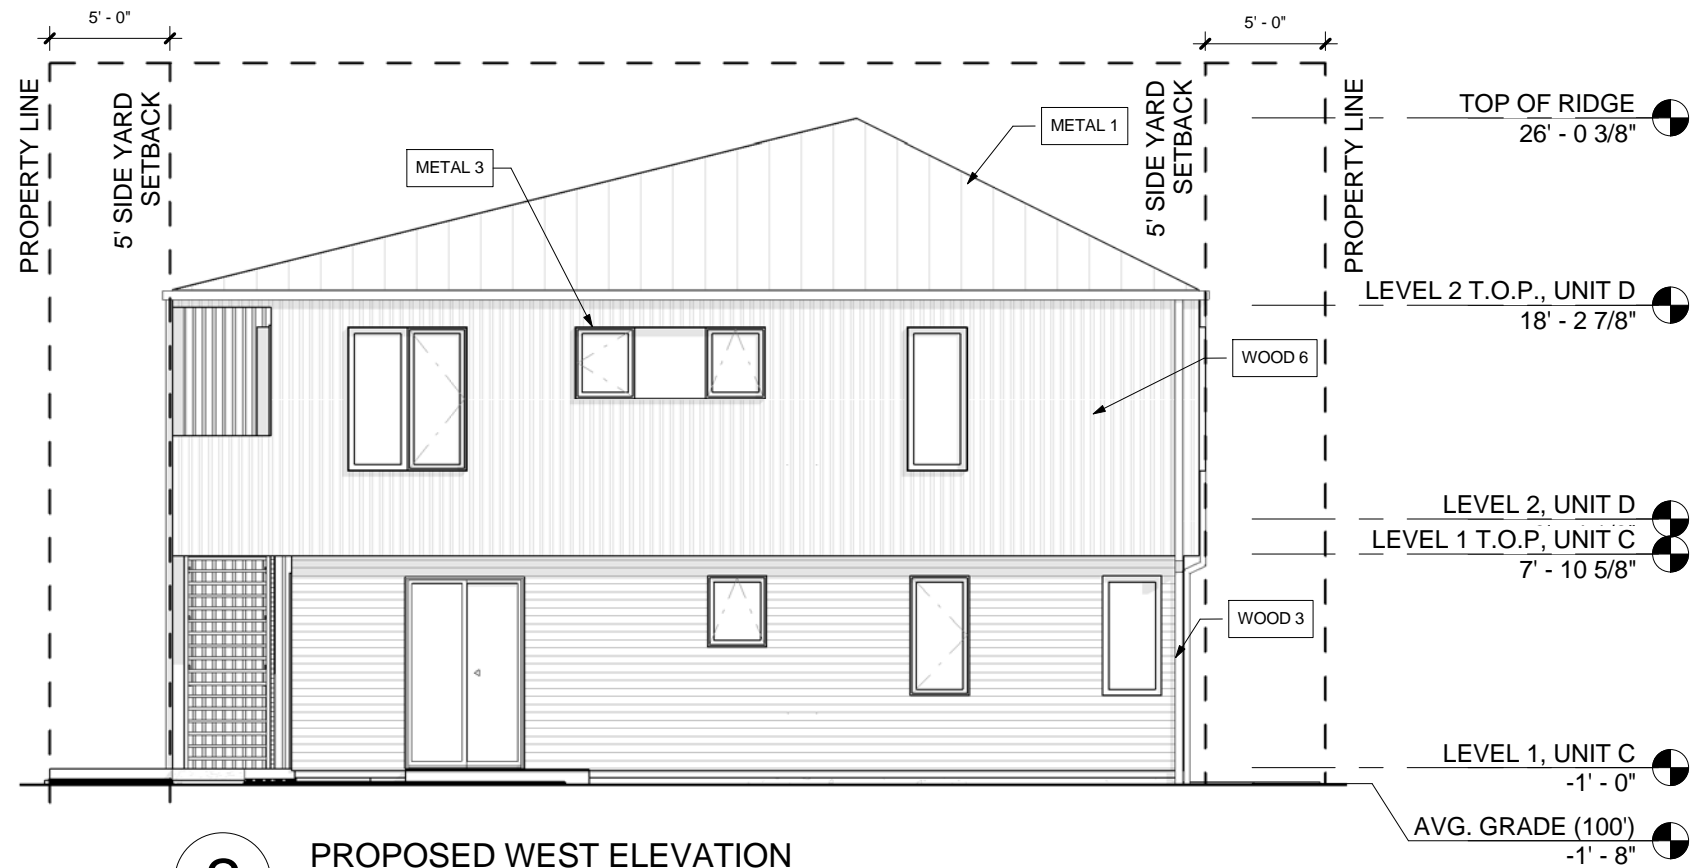 5' - 0"
5' - 0"
PROPERTY LINE
5' SIDE YARD
SETBACK
METAL 3
METAL 1
5' SIDE YARD
SETBACK
PROPERTY LINE
TOP OF RIDGE
26' - 0 3/8"
LEVEL 2 T.O.P., UNIT D
18' - 2 7/8"
WOOD 6
LEVEL 2, UNIT D
LEVEL 1 T.O.P, UNIT C
7' - 10 5/8"
WOOD 3
LEVEL 1, UNIT C
-1' - 0"
AVG. GRADE (100')
-1' - 8"
PROPOSED WEST ELEVATION